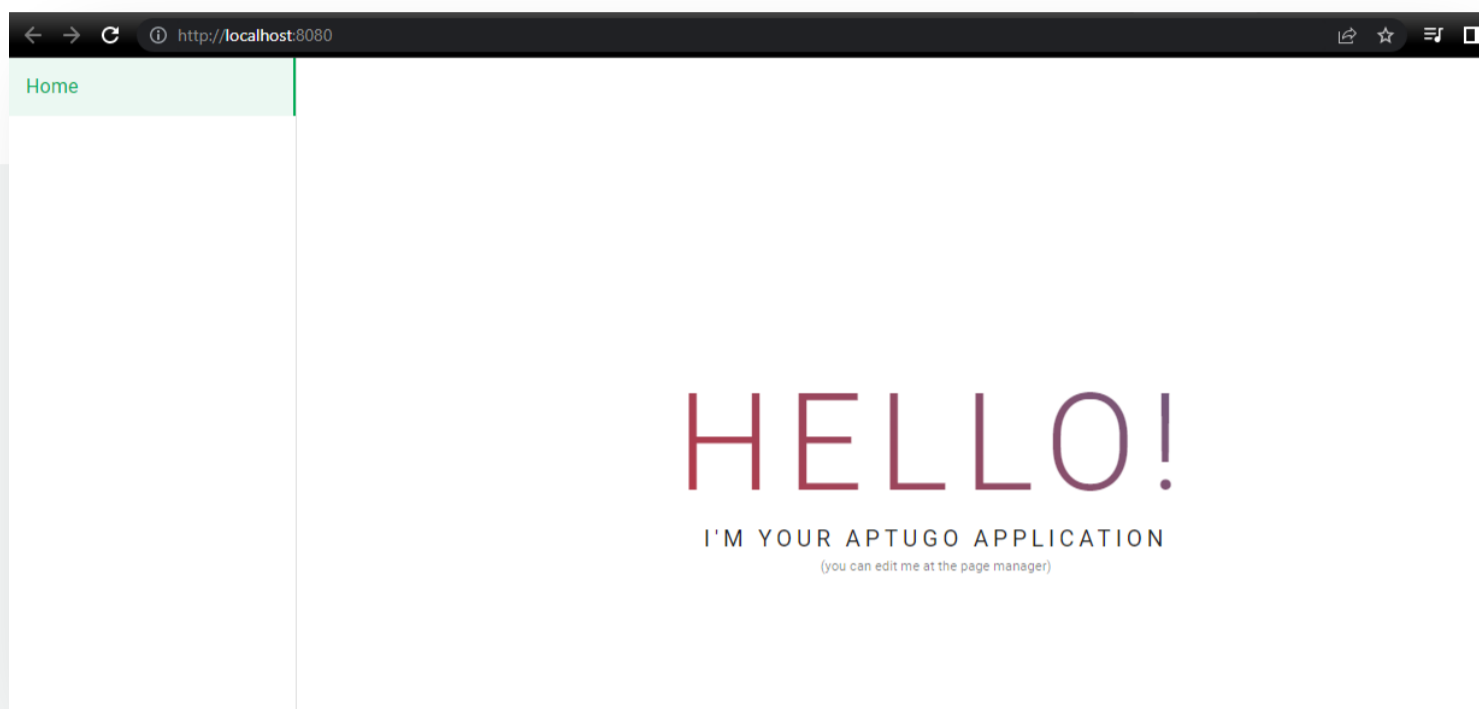 http://localhost:8080
Home
HELLO!
I'M YOUR APTUGO APPLICATION
(you can edit me at the page manager)